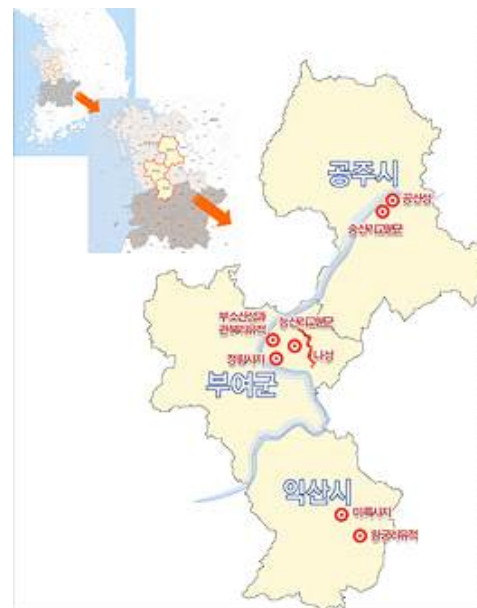 공주시
공산성
송산리고분군
부소산성과
관북리유적
능산리고분군
정림사지
나성
부여군
익산시
미륵사지
왕궁리유적